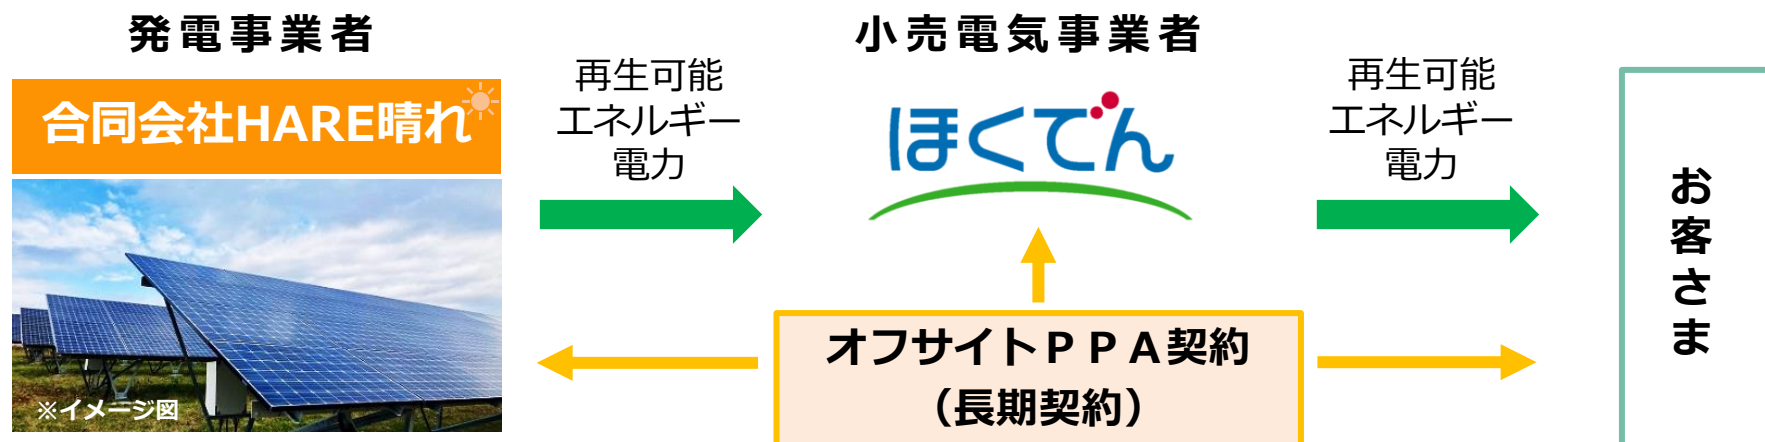 発電事業者
合同会社HARE晴れ
※イメージ図
再生可能
エネルギー
電力
小売電気事業者
ほくでん
オフサイトＰＰＡ契約
（長期契約）
再生可能
エネルギー
電力
お客さま